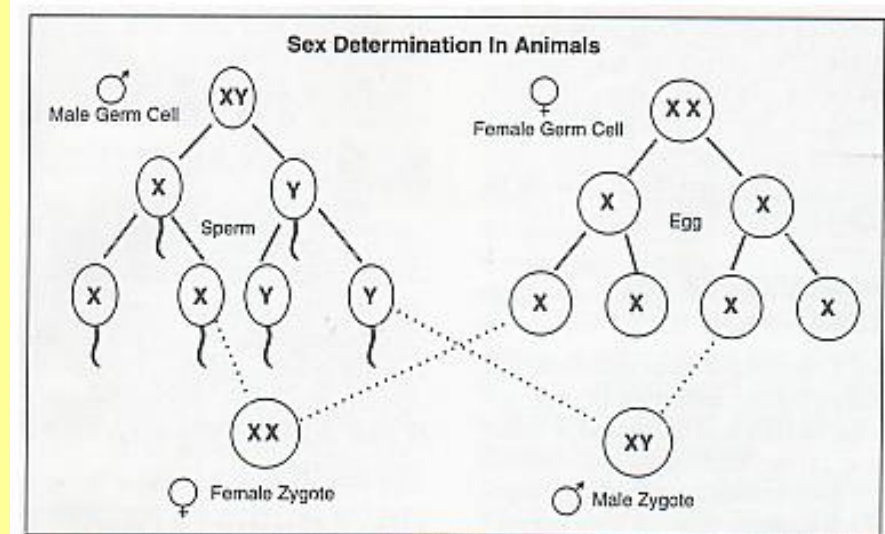 Sex Determination In Animals
♂
Male Germ Cell
XY
♀
Female Germ Cell
X X
X
Y
Sperm
X
Egg
X
X
X
Y
Y
X
X
X
X
XX
XY
♀ Female Zygote
♂ Male Zygote